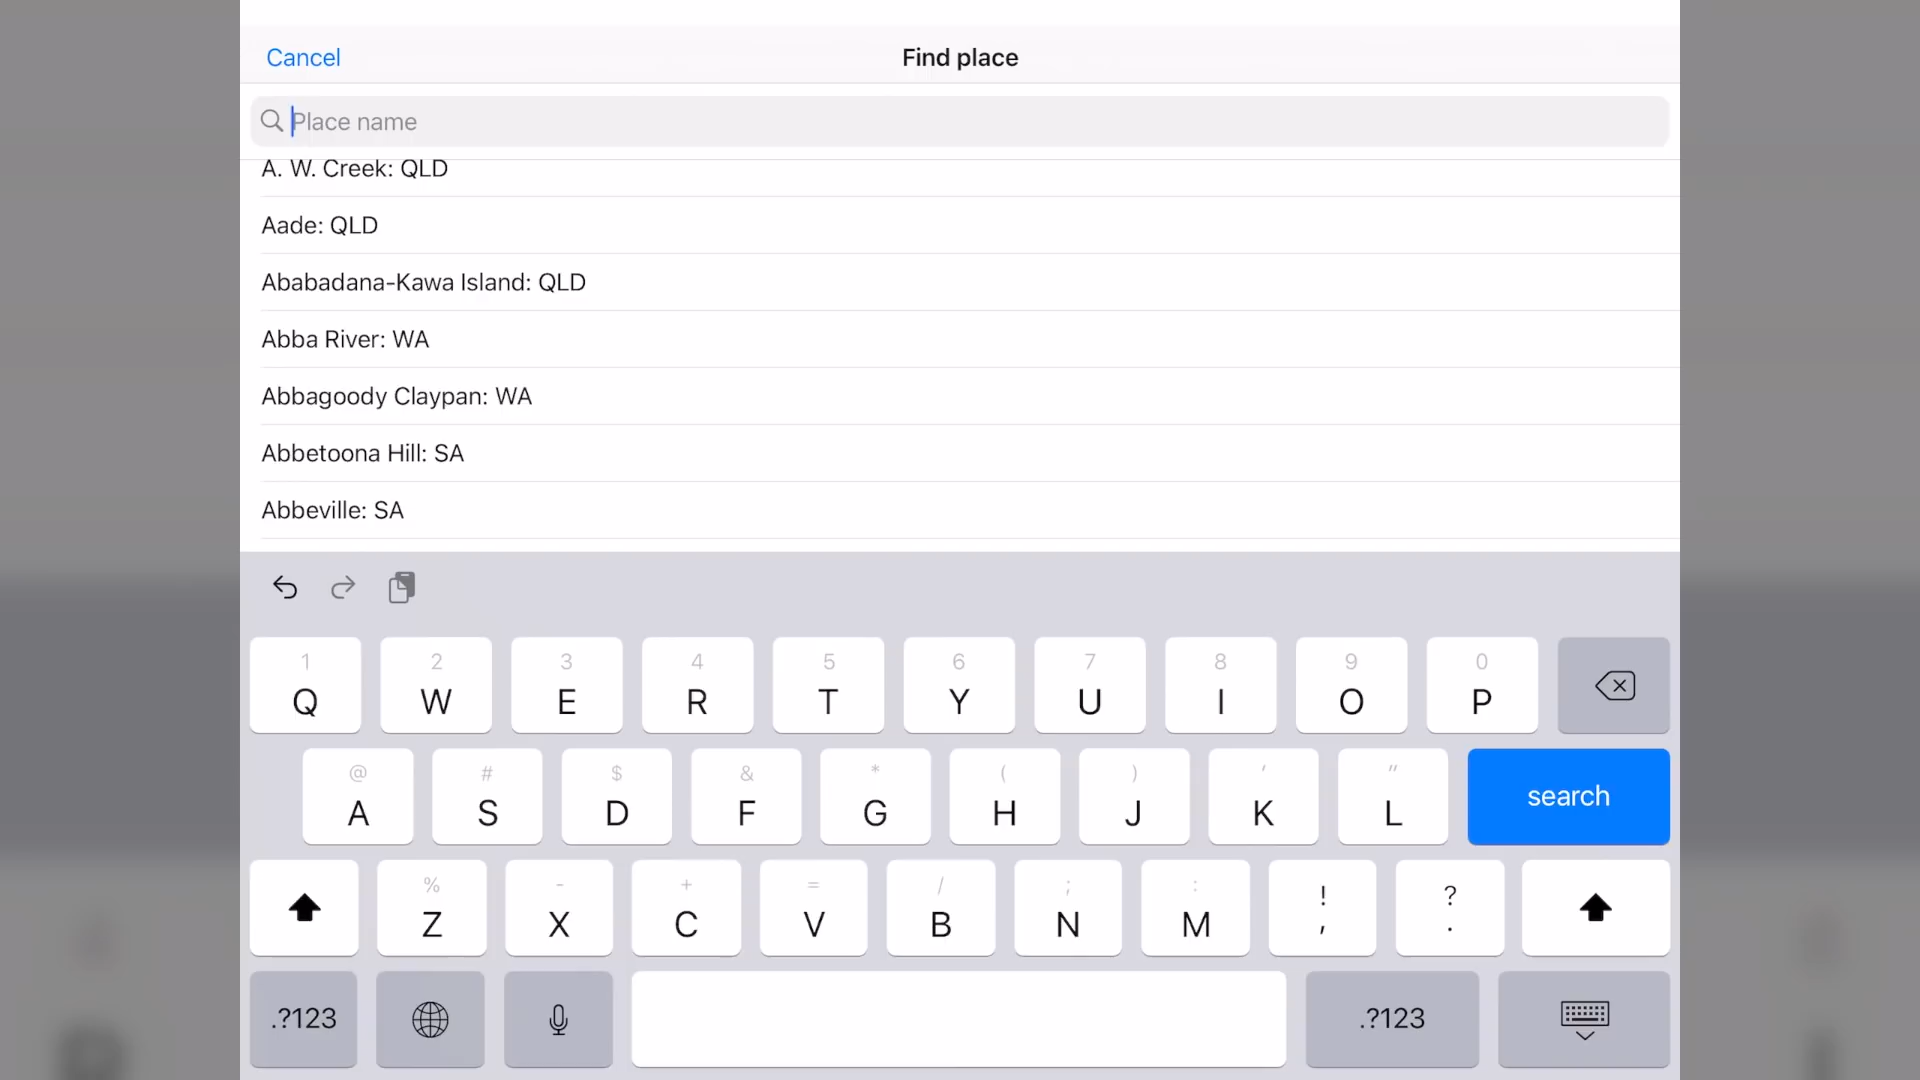 Cancel
Find place
Place name
A. W. Creek: QLD
Aade: QLD
Ababadana-Kawa Island: QLD
Abba River: WA
Abbagoody Claypan: WA
Abbetoona Hill: SA
Abbeville: SA
1 2 3 4 5 6 7 8 9 0
Q W E R T Y U I O P
@ # $ & * ( ) ' "
A S D F G H J K L search
% - + = / ; : ! ?
Z X C V B N M , .
.?123 .?123